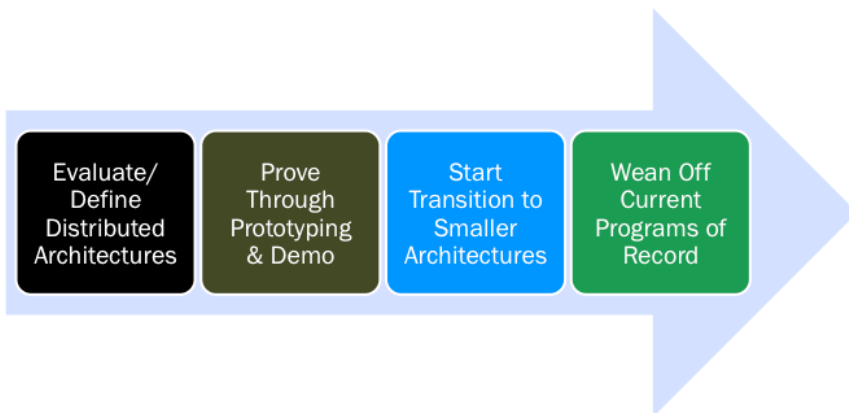 Evaluate/
Define
Distributed
Architectures
Prove
Through
Prototyping
& Demo
Start
Transition to
Smaller
Architectures
Wean Off
Current
Programs of
Record